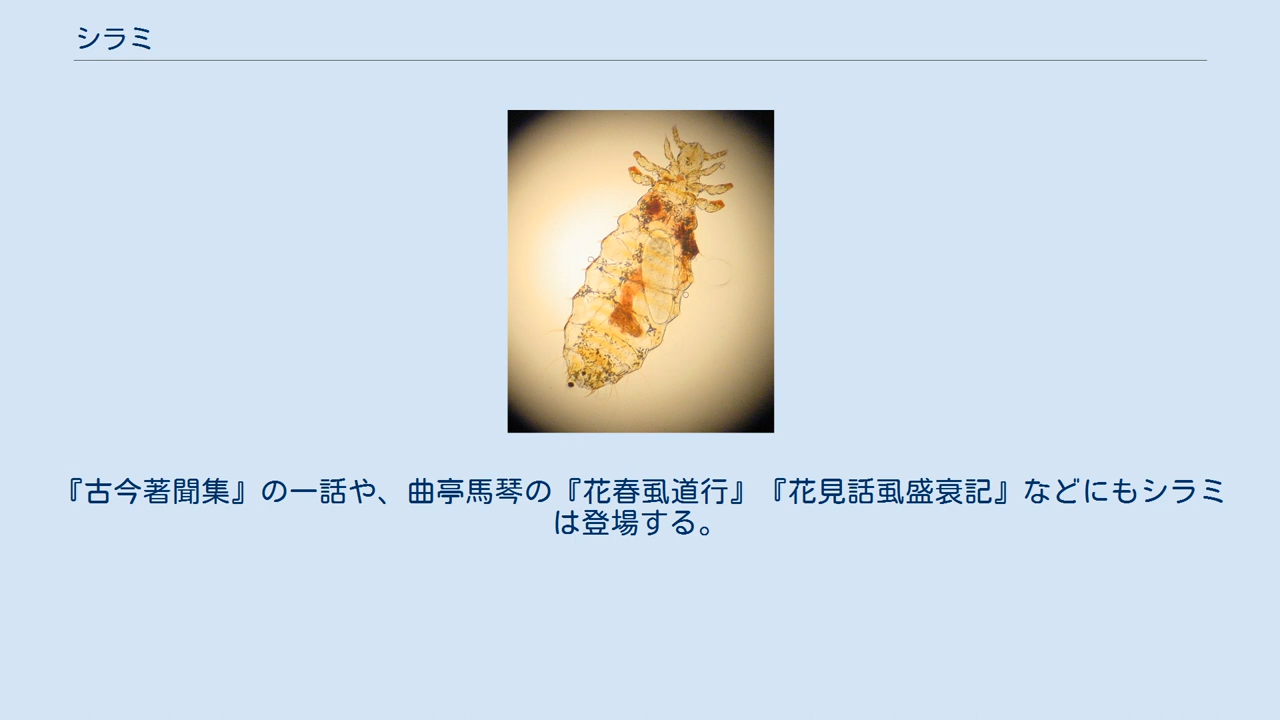 シラミ
『古今著聞集』の一話や、曲亭馬琴の『花春虱道行』『花見話虱盛衰記』などにもシラミ
は登場する。